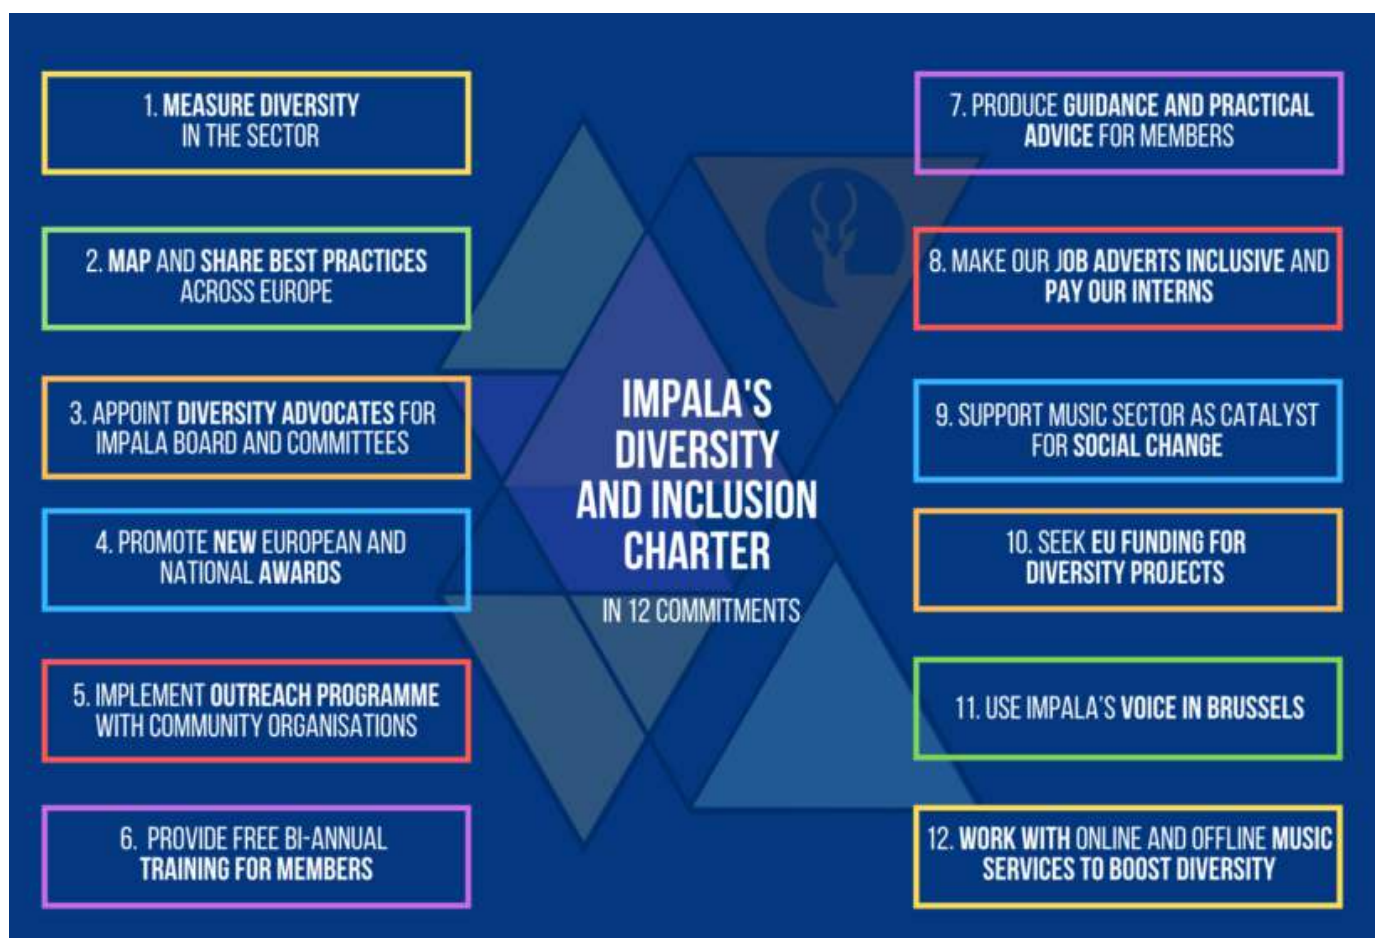 1. MEASURE DIVERSITY
IN THE SECTOR
2. MAP AND SHARE BEST PRACTICES
ACROSS EUROPE
3. APPOINT DIVERSITY ADVOCATES FOR
IMPALA BOARD AND COMMITTEES
4. PROMOTE NEW EUROPEAN AND
NATIONAL AWARDS
5. IMPLEMENT OUTREACH PROGRAMME
WITH COMMUNITY ORGANISATIONS
6. PROVIDE FREE BI-ANNUAL
TRAINING FOR MEMBERS
IMPALA'S
DIVERSITY
AND INCLUSION
CHARTER
IN 12 COMMITMENTS
7. PRODUCE GUIDANCE AND PRACTICAL
ADVICE FOR MEMBERS
8. MAKE OUR JOB ADVERTS INCLUSIVE AND
PAY OUR INTERNS
9. SUPPORT MUSIC SECTOR AS CATALYST
FOR SOCIAL CHANGE
10. SEEK EU FUNDING FOR
DIVERSITY PROJECTS
11. USE IMPALA'S VOICE IN BRUSSELS
12. WORK WITH ONLINE AND OFFLINE MUSIC
SERVICES TO BOOST DIVERSITY